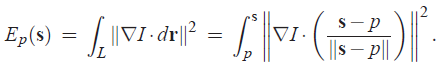 E_p(s) = ∫_L ‖∇I · dr‖² = ∫_p^s ‖∇I · ( (s − p) / ‖s − p‖ )‖² .